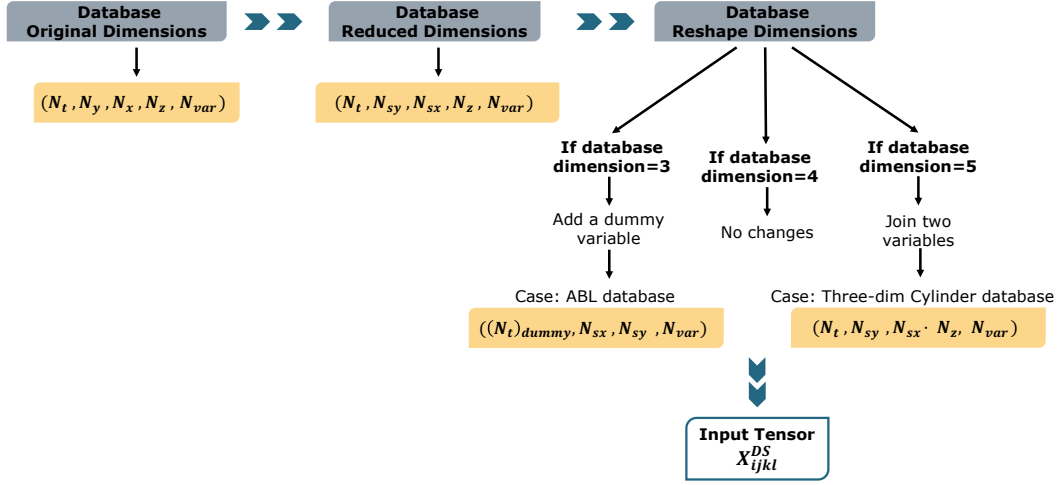 Database
Original Dimensions
Database
Reduced Dimensions
Database
Reshape Dimensions
(N_t, N_y, N_x, N_z, N_var)
(N_t, N_sy, N_sx, N_z, N_var)
If database
dimension=3
If database
dimension=4
If database
dimension=5
Add a dummy
variable
No changes
Join two
variables
Case: ABL database
Case: Three-dim Cylinder database
((N_t)_dummy, N_sx, N_sy, N_var)
(N_t, N_sy, N_sx· N_z, N_var)
Input Tensor
X_ijkl^DS